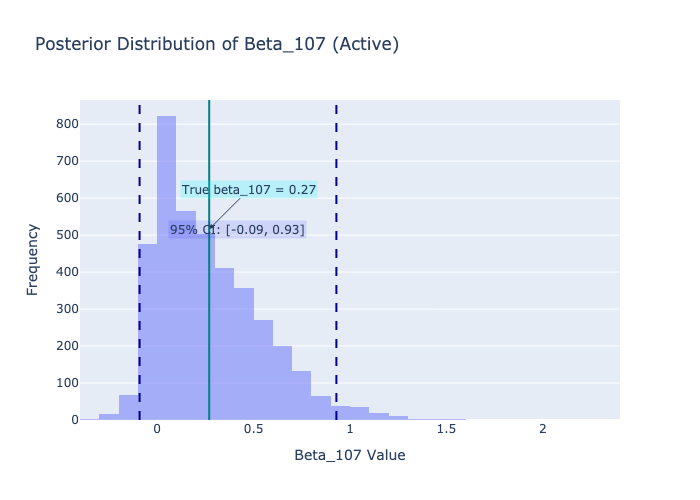 Posterior Distribution of Beta_107 (Active)
800
700
600
500
400
300
200
100
0
Frequency
True beta_107 = 0.27
95% CI: [-0.09, 0.93]
0
0.5
1
1.5
2
Beta_107 Value